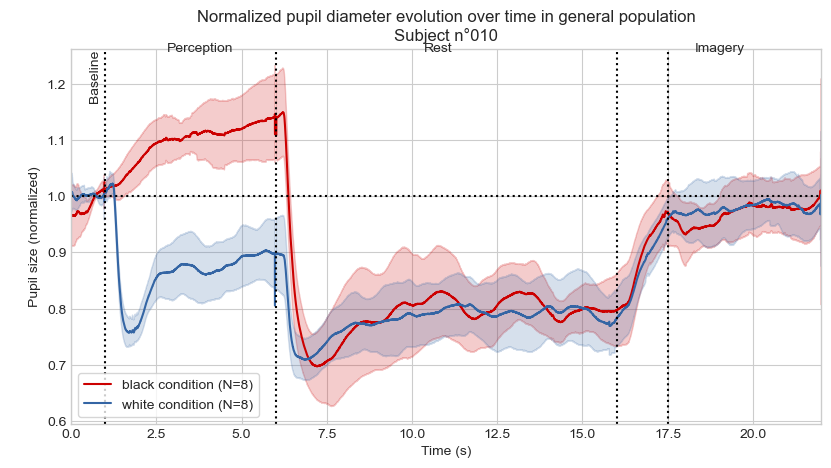 Normalized pupil diameter evolution over time in general population
Subject n°010
Baseline
Perception
Rest
Imagery
Pupil size (normalized)
1.2
1.1
1.0
0.9
0.8
0.7
0.6
black condition (N=8)
white condition (N=8)
0.0 2.5 5.0 7.5 10.0 12.5 15.0 17.5 20.0
Time (s)